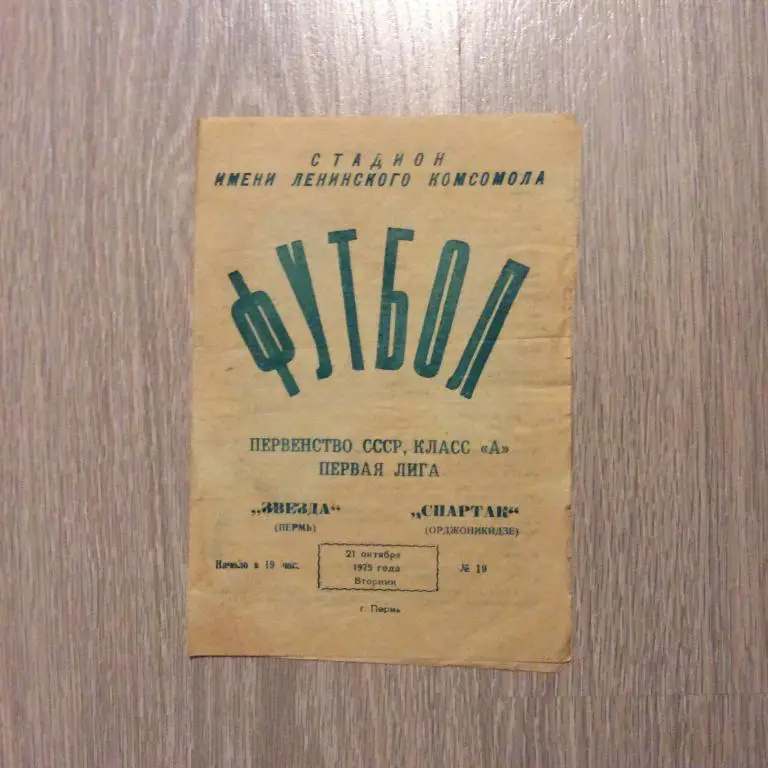 СТАДИОН
ИМЕНИ ЛЕНИНСКОГО КОМСОМОЛА
ФУТБОЛ
ПЕРВЕНСТВО СССР, КЛАСС «А»
ПЕРВАЯ ЛИГА
„ЗВЕЗДА“ „СПАРТАК“
(ПЕРМЬ) (ОРДЖОНИКИДЗЕ)
21 октября
Начало в 19 час. 1975 года № 19
Вторник
г. Пермь